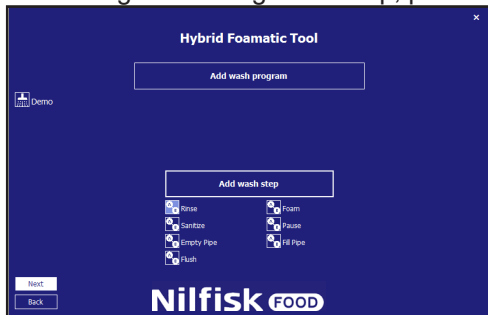 ×
Hybrid Foamatic Tool
Add wash program
Demo
Add wash step
Rinse
Foam
Sanitize
Pause
Empty Pipe
Fill Pipe
Flush
Next
Back
Nilfisk FOOD